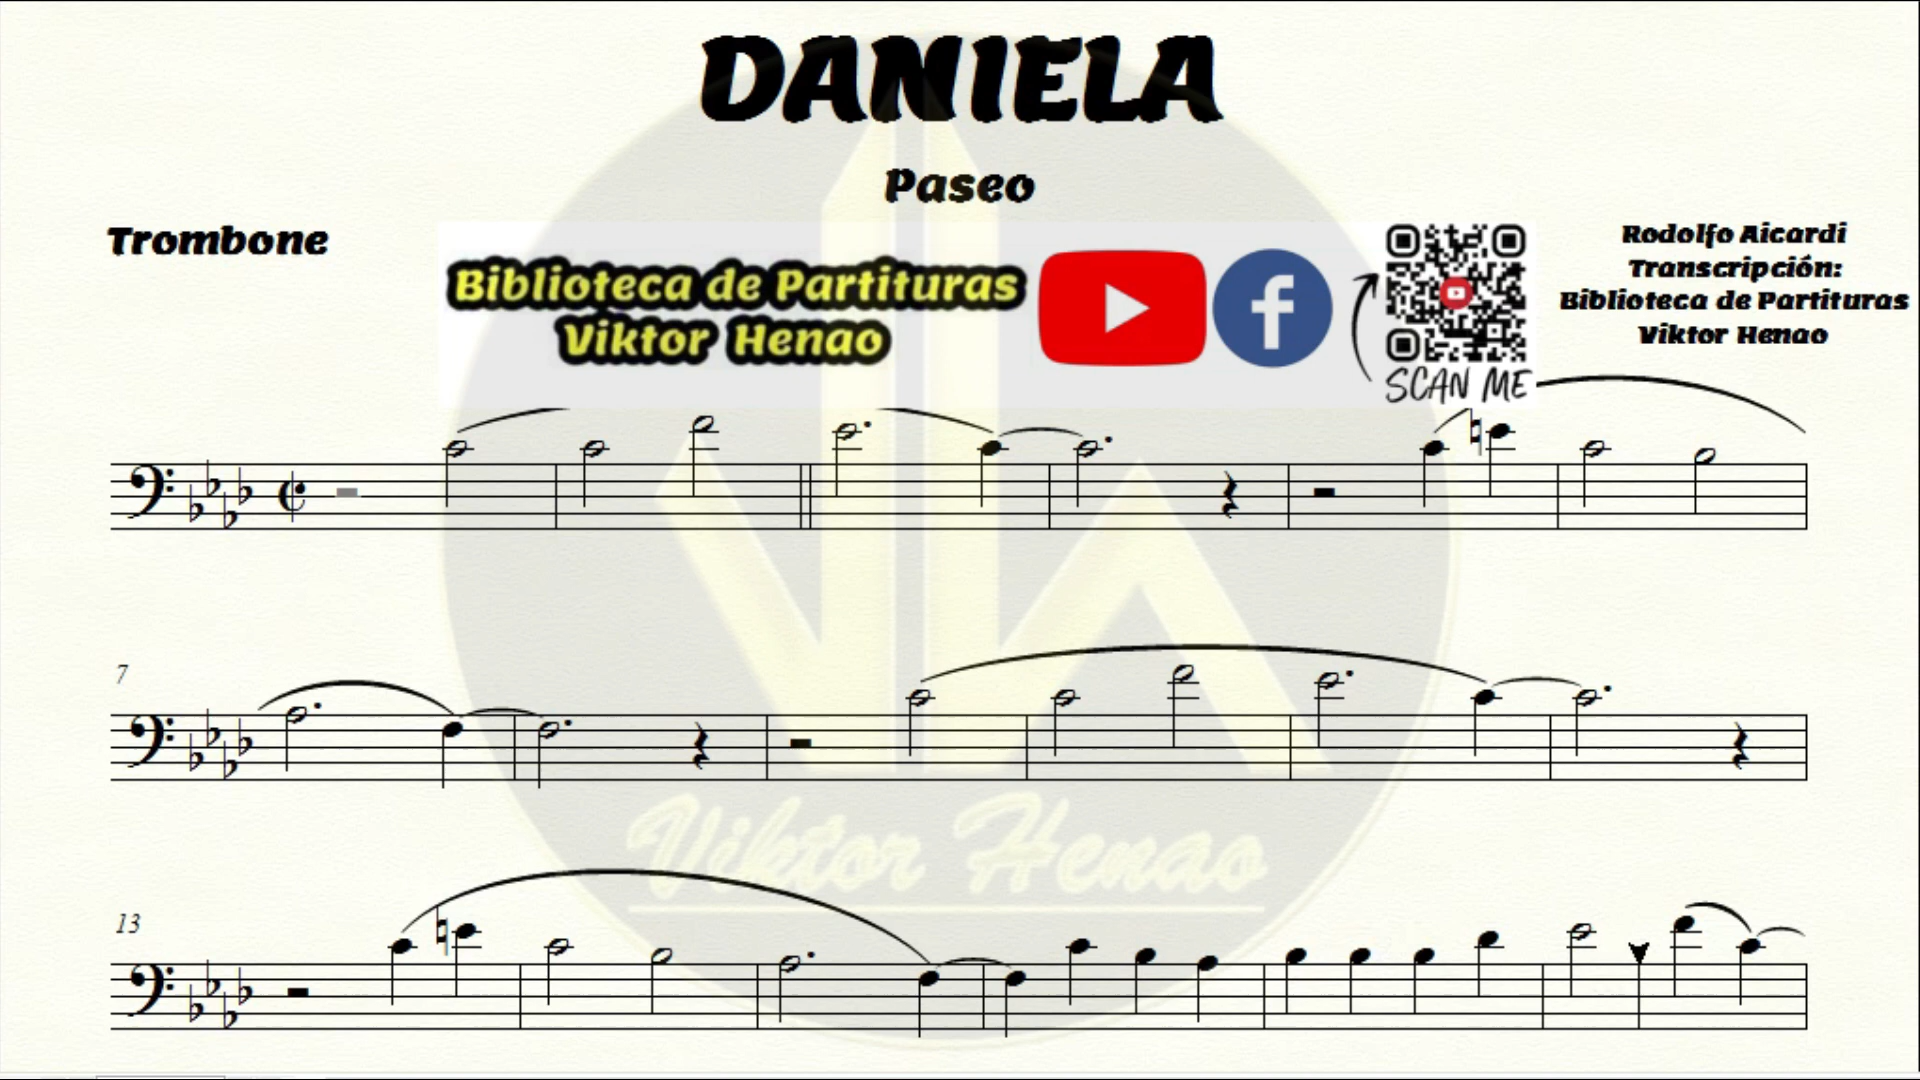 DANIELA
Paseo
Trombone
Biblioteca de Partituras
Viktor Henao
SCAN ME
Rodolfo Aicardi
Transcripción:
Biblioteca de Partituras
Viktor Henao
7
Viktor Henao
13